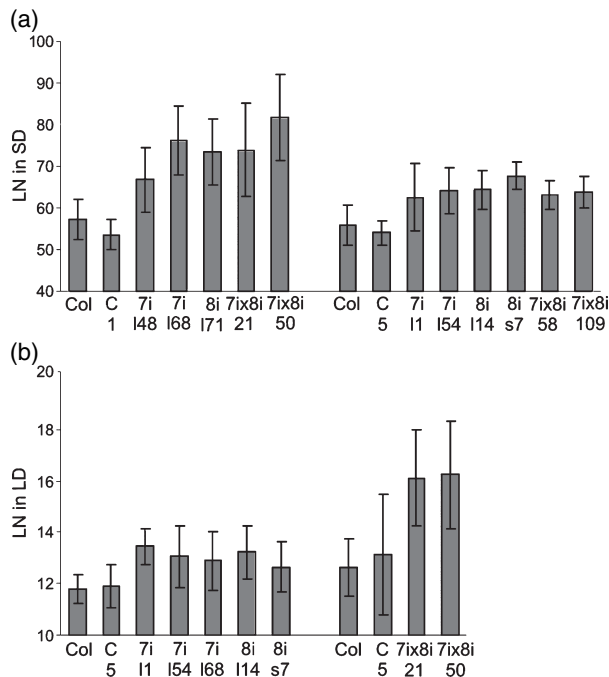 (a)
LN in SD
100
90
80
70
60
50
40
Col C 7i 7i 8i 7ix8i 7ix8i Col C 7i 7i 8i 8i 7ix8i 7ix8i
1 l48 l68 l71 21 50 5 l1 l54 l14 s7 58 109
(b)
LN in LD
20
18
16
14
12
10
Col C 7i 7i 7i 8i 8i Col C 7ix8i 7ix8i
5 l1 l54 l68 l14 s7 5 21 50